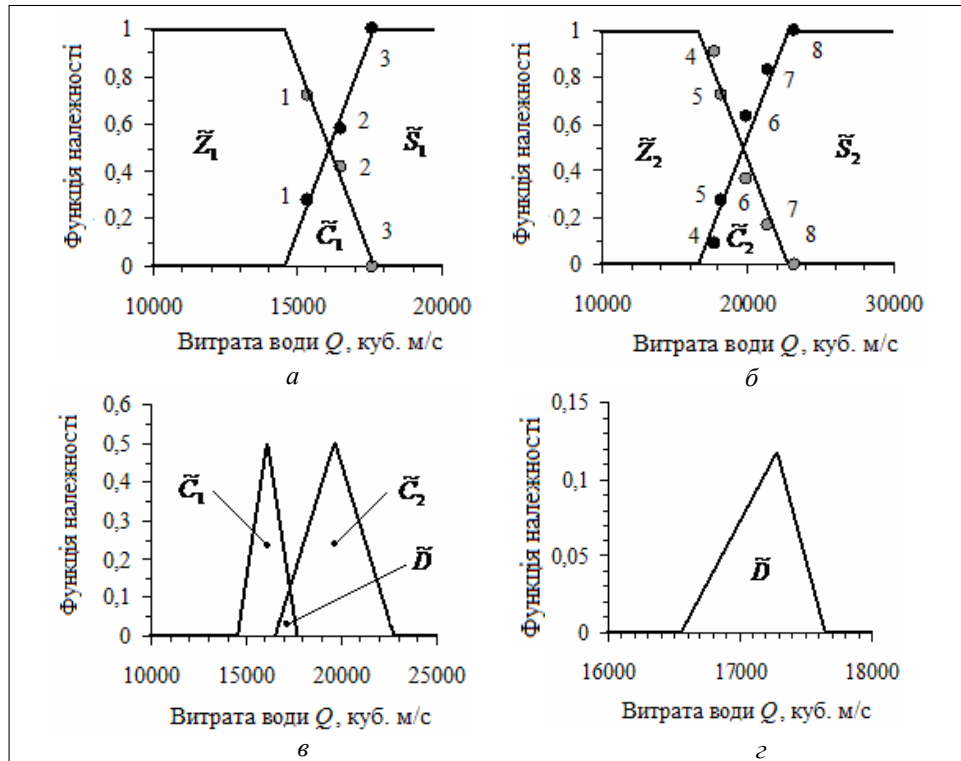 Функція належності
1
0,8
0,6
0,4
0,2
0
10000 15000 20000
Витрата води Q, куб. м/с
Z̃₁
S̃₁
C̃₁
1
2
3
1
2
3
а
Функція належності
1
0,8
0,6
0,4
0,2
0
10000 20000 30000
Витрата води Q, куб. м/с
Z̃₂
S̃₂
C̃₂
4
5
6
7
8
4
5
6
7
8
б
Функція належності
0,6
0,5
0,4
0,3
0,2
0,1
0
10000 15000 20000 25000
Витрата води Q, куб. м/с
C̃₁
C̃₂
D̃
в
Функція належності
0,15
0,1
0,05
0
16000 17000 18000
Витрата води Q, куб. м/с
D̃
г